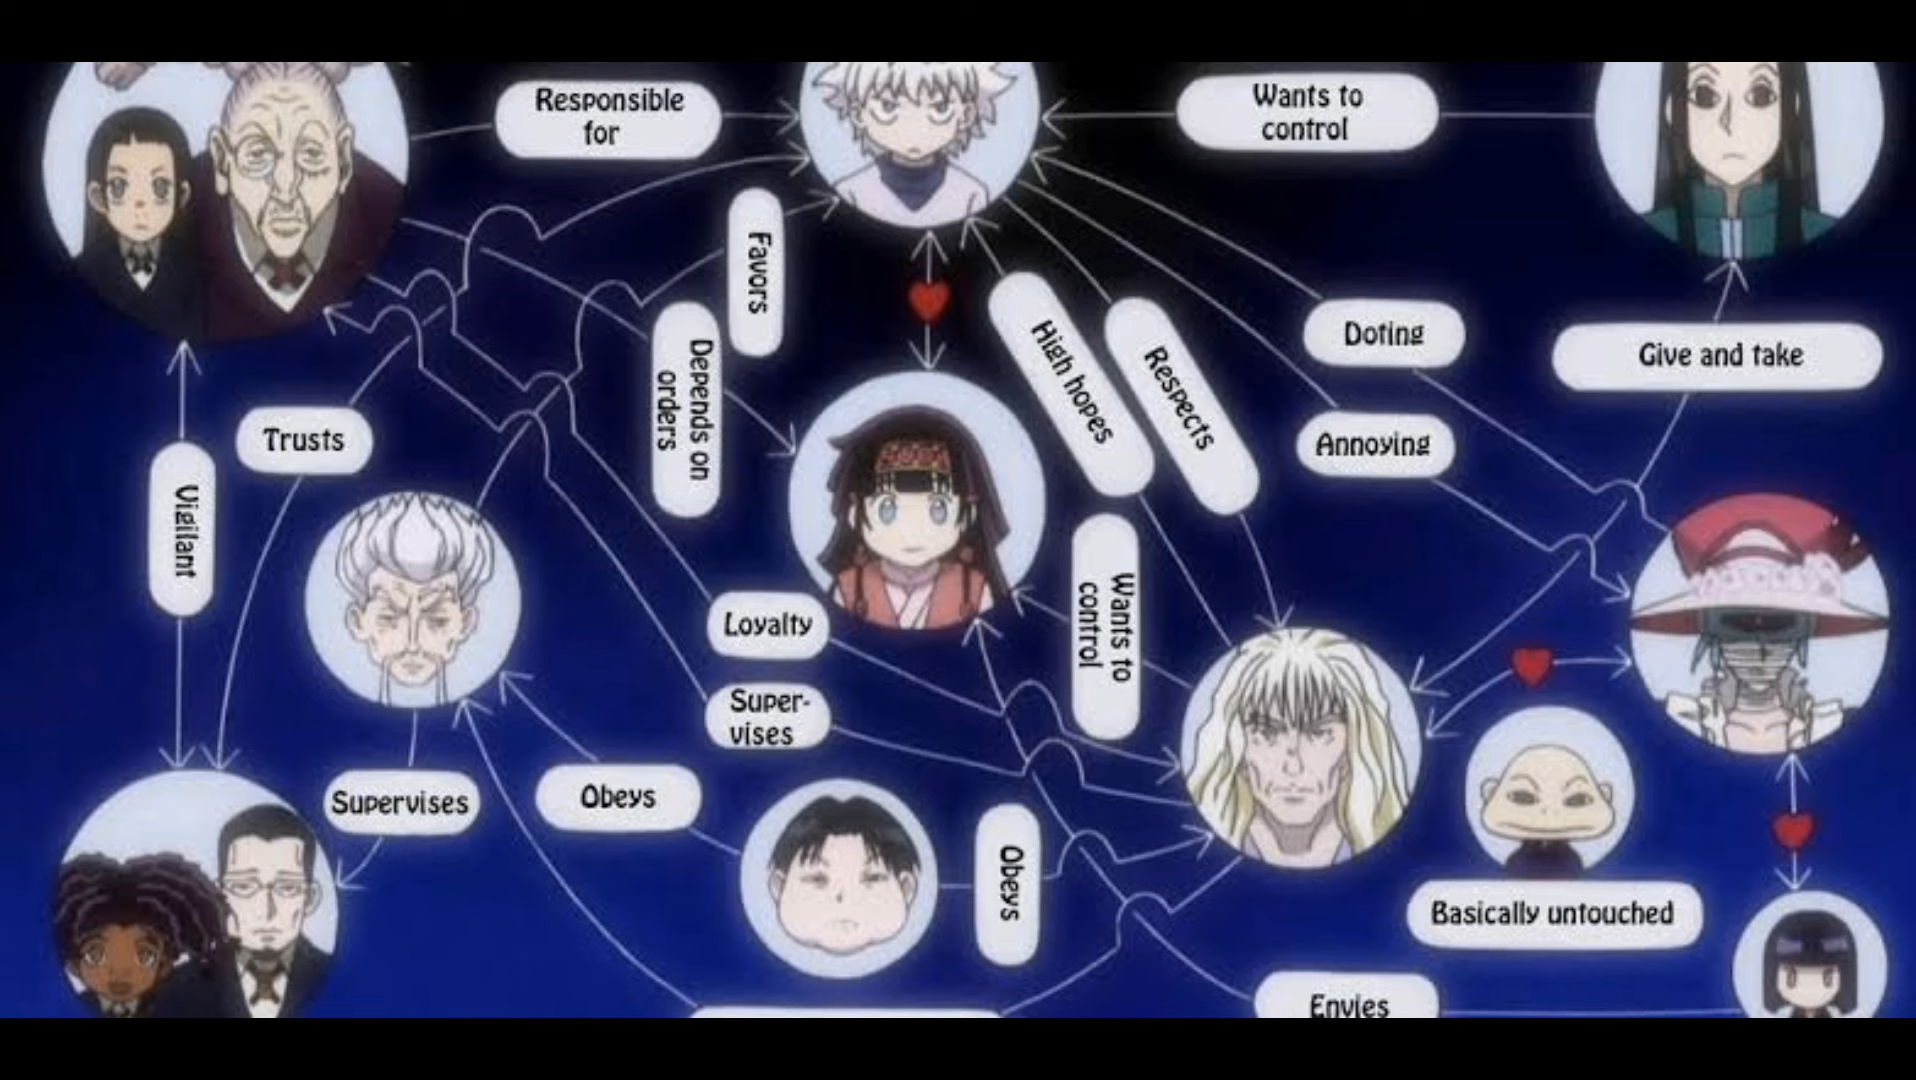 Responsible
for
Wants to
control
Favors
Depends on
orders
High hopes
Respects
Doting
Give and take
Annoying
Trusts
Vigilant
Wants to
control
Loyalty
Super-
vises
Supervises
Obeys
Obeys
Basically untouched
Envies